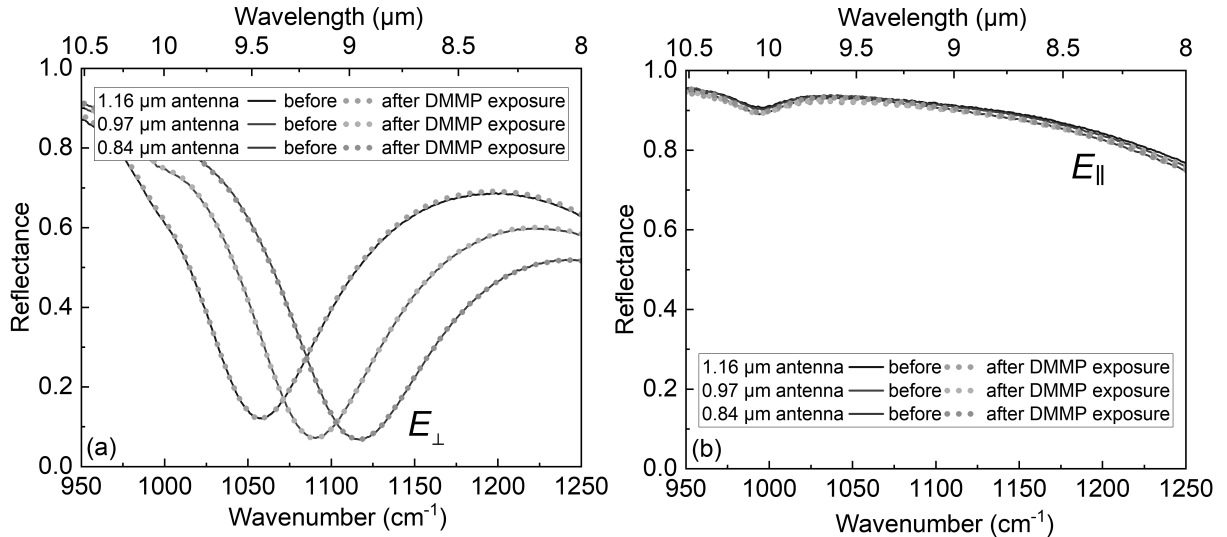 Wavelength (μm)
10.5 10 9.5 9 8.5 8
1.0
0.8
0.6
0.4
0.2
0.0
Reflectance
1.16 μm antenna before after DMMP exposure
0.97 μm antenna before after DMMP exposure
0.84 μm antenna before after DMMP exposure
E⊥
(a)
950 1000 1050 1100 1150 1200 1250
Wavenumber (cm-1)
Wavelength (μm)
10.5 10 9.5 9 8.5 8
1.0
0.8
0.6
0.4
0.2
0.0
Reflectance
E||
1.16 μm antenna before after DMMP exposure
0.97 μm antenna before after DMMP exposure
0.84 μm antenna before after DMMP exposure
(b)
950 1000 1050 1100 1150 1200 1250
Wavenumber (cm-1)